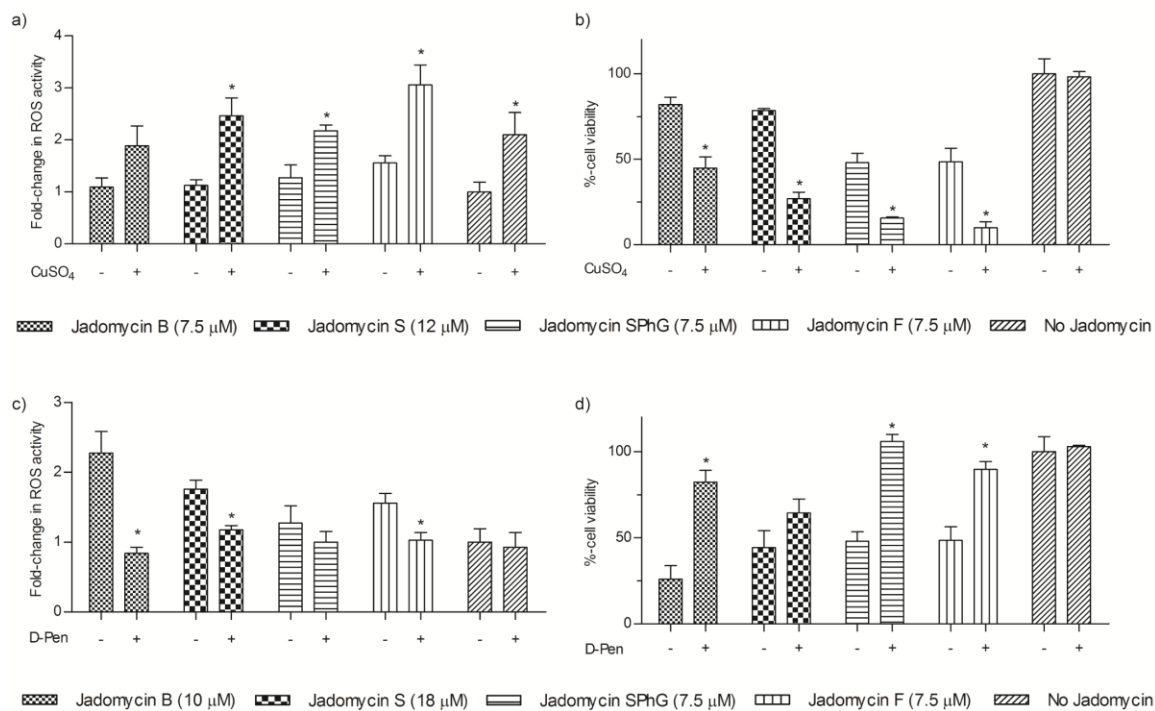 a)
4
3
2
1
0
Fold-change in ROS activity
* * * *
CuSO4 - + - + - + - + - +
b)
100
50
0
%-cell viability
* * * *
CuSO4 - + - + - + - + - +
Jadomycin B (7.5 µM) Jadomycin S (12 µM) Jadomycin SPhG (7.5 µM) Jadomycin F (7.5 µM) No Jadomycin
c)
3
2
1
0
Fold-change in ROS activity
* * *
D-Pen - + - + - + - + - +
d)
100
50
0
%-cell viability
* * *
D-Pen - + - + - + - + - +
Jadomycin B (10 µM) Jadomycin S (18 µM) Jadomycin SPhG (7.5 µM) Jadomycin F (7.5 µM) No Jadomycin